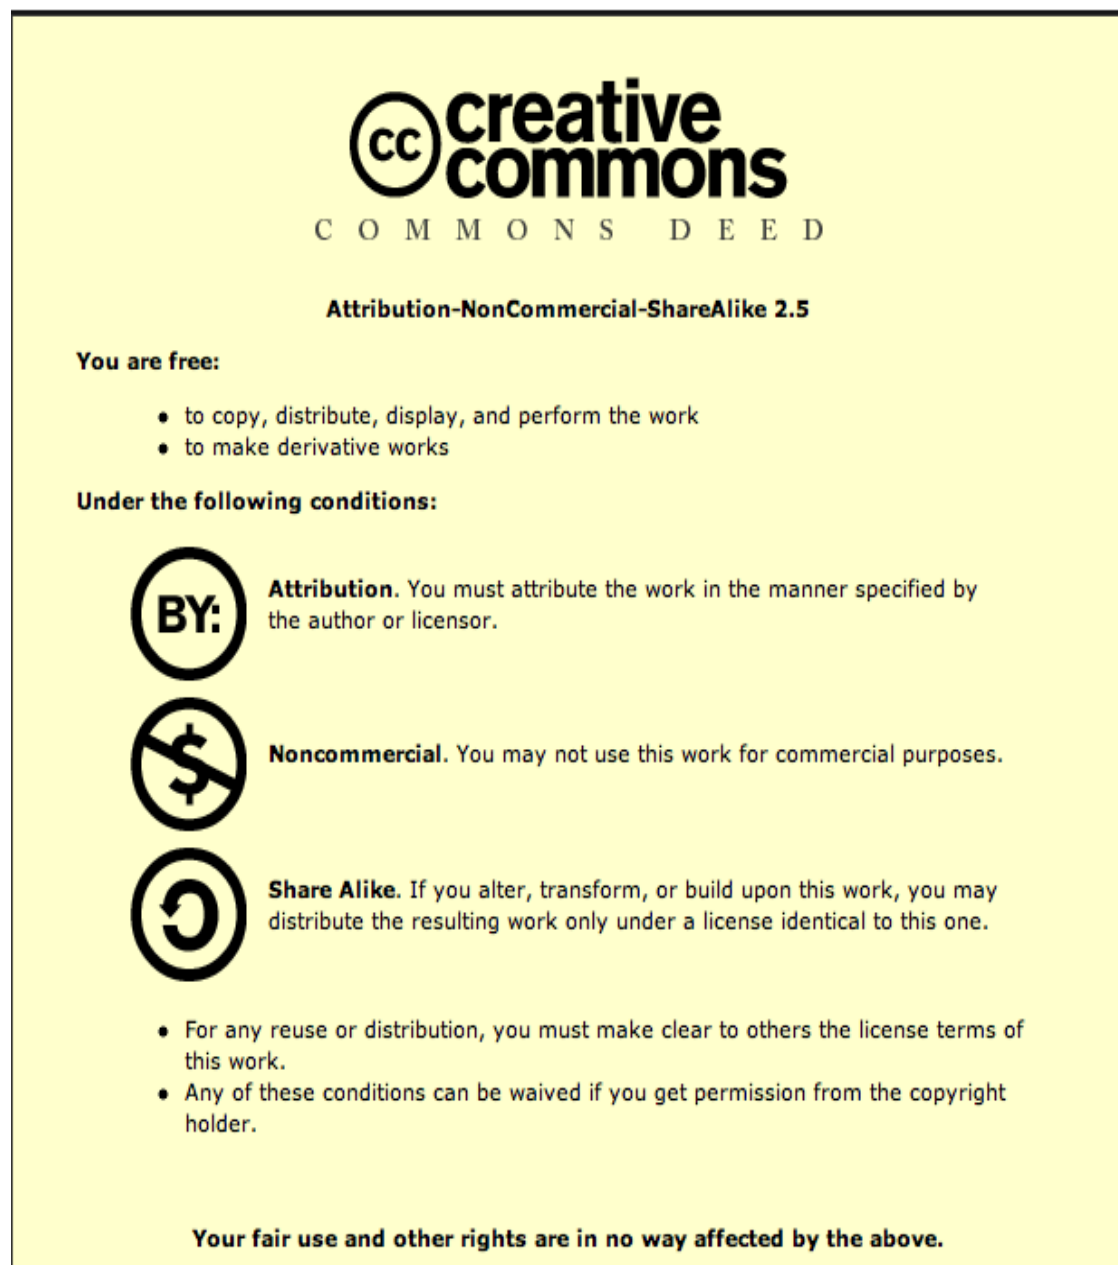 cc creative
commons
COMMONS DEED
Attribution-NonCommercial-ShareAlike 2.5
You are free:
• to copy, distribute, display, and perform the work
• to make derivative works
Under the following conditions:
BY:
Attribution. You must attribute the work in the manner specified by
the author or licensor.
$
Noncommercial. You may not use this work for commercial purposes.
Share Alike. If you alter, transform, or build upon this work, you may
distribute the resulting work only under a license identical to this one.
• For any reuse or distribution, you must make clear to others the license terms of
this work.
• Any of these conditions can be waived if you get permission from the copyright
holder.
Your fair use and other rights are in no way affected by the above.